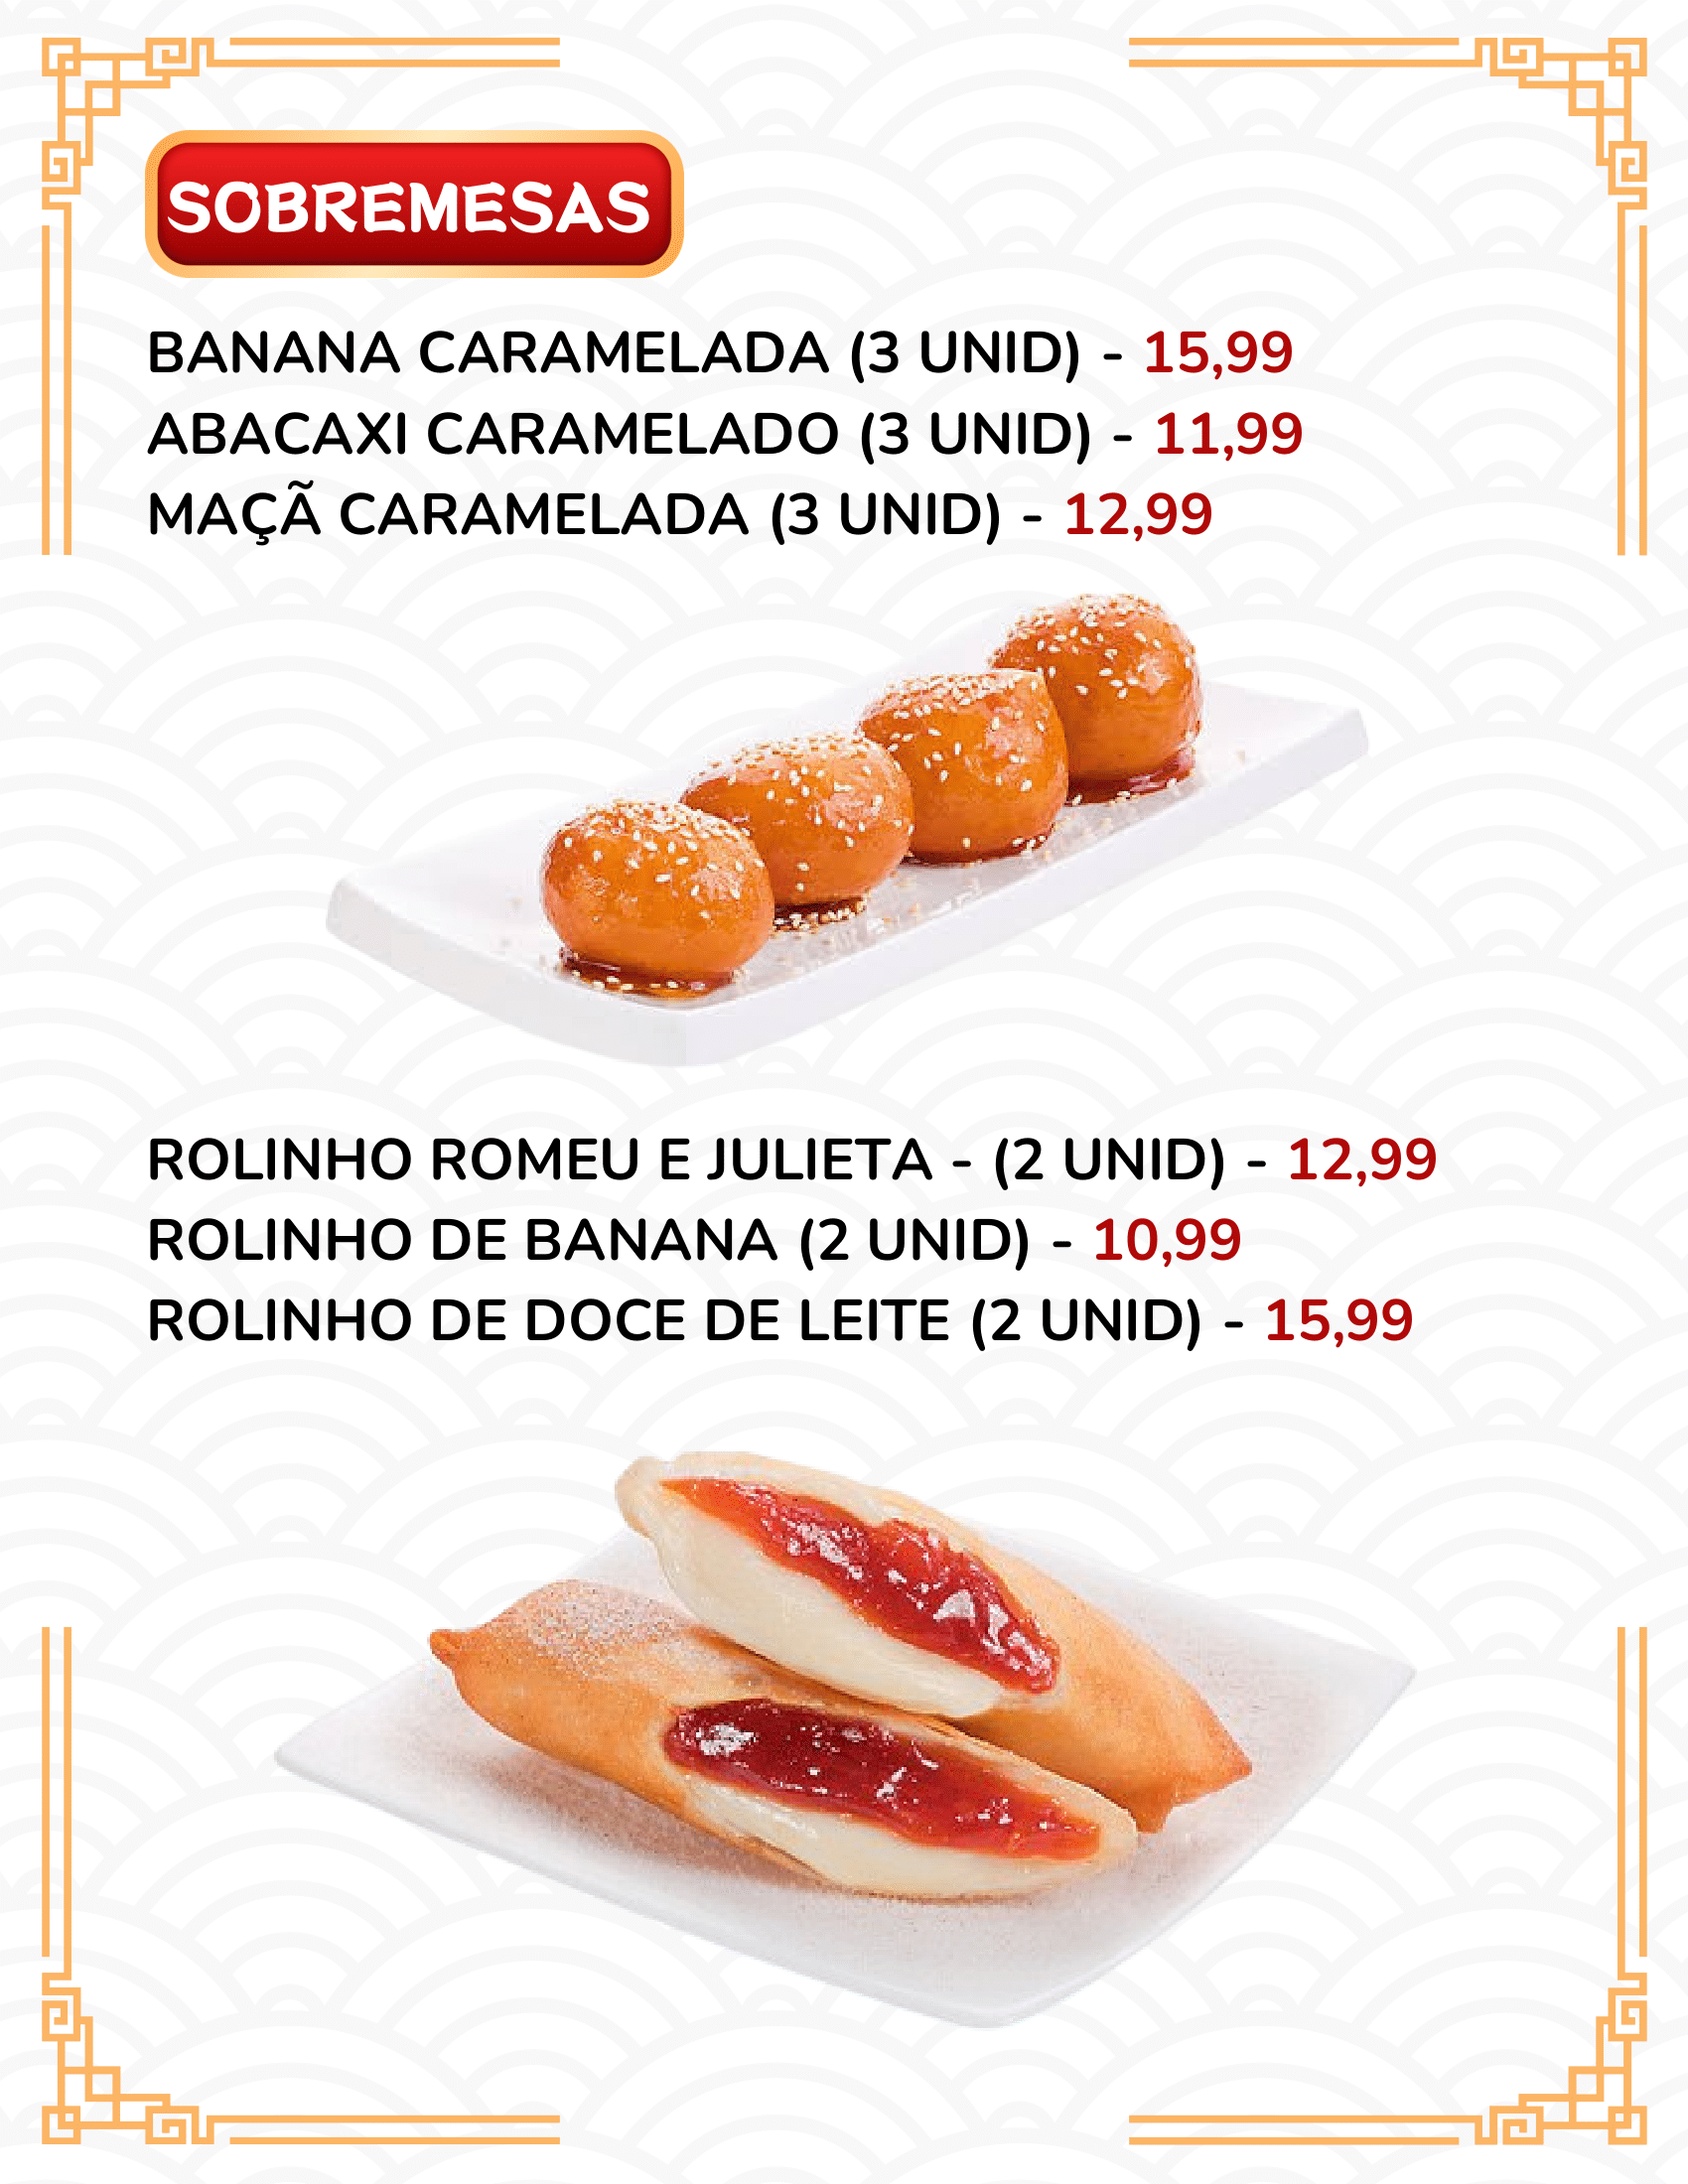 SOBREMESAS
BANANA CARAMELADA (3 UNID) - 15,99
ABACAXI CARAMELADO (3 UNID) - 11,99
MAÇÃ CARAMELADA (3 UNID) - 12,99
ROLINHO ROMEU E JULIETA - (2 UNID) - 12,99
ROLINHO DE BANANA (2 UNID) - 10,99
ROLINHO DE DOCE DE LEITE (2 UNID) - 15,99